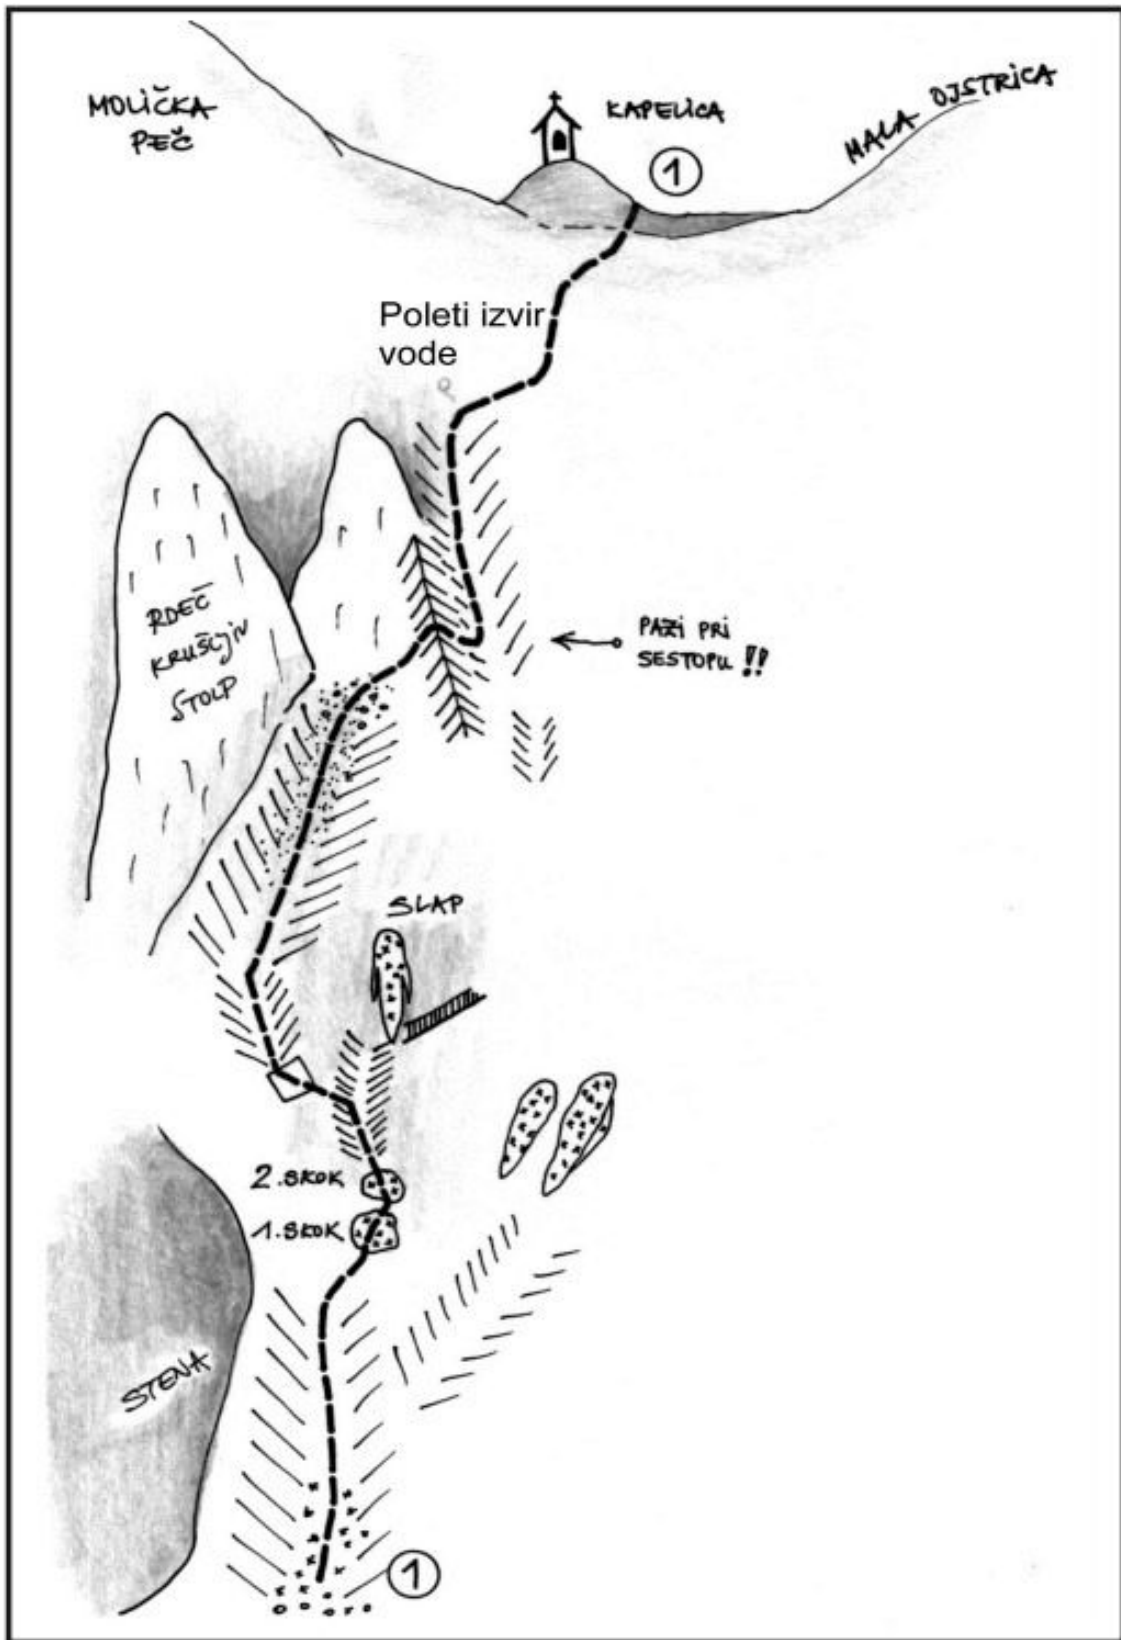 MOLIČKA
PEČ
KAPELICA
MALA OJSTRICA
1
Poleti izvir
vode
RDEČ
KRUŠLJIV
STOLP
PAZI PRI
SESTOPU !!
SLAP
2. SKOK
1. SKOK
STENA
1